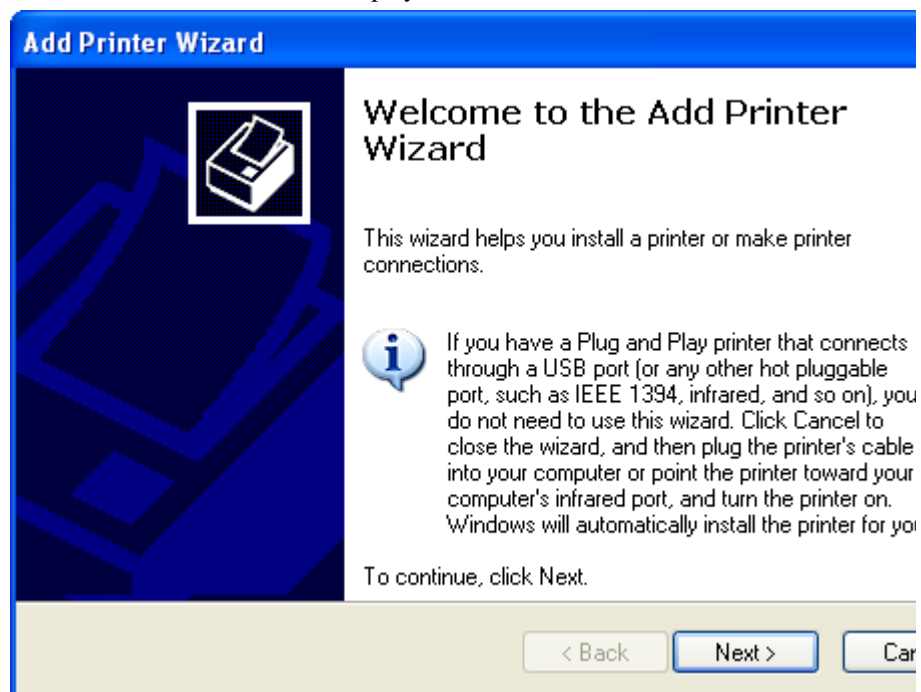 Add Printer Wizard
Welcome to the Add Printer
Wizard
This wizard helps you install a printer or make printer
connections.
If you have a Plug and Play printer that connects
through a USB port (or any other hot pluggable
port, such as IEEE 1394, infrared, and so on), you
do not need to use this wizard. Click Cancel to
close the wizard, and then plug the printer's cable
into your computer or point the printer toward your
computer's infrared port, and turn the printer on.
Windows will automatically install the printer for
To continue, click Next.
< Back Next >